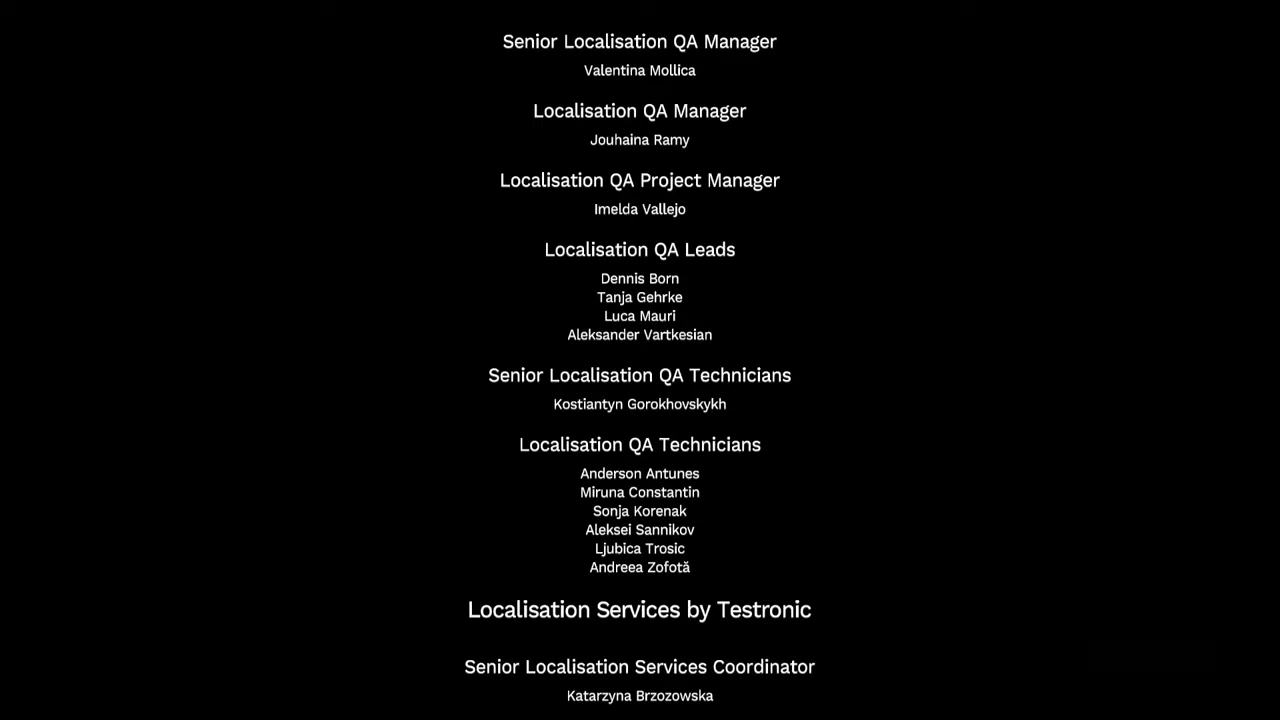 Senior Localisation QA Manager
Valentina Mollica
Localisation QA Manager
Jouhaina Ramy
Localisation QA Project Manager
Imelda Vallejo
Localisation QA Leads
Dennis Born
Tanja Gehrke
Luca Mauri
Aleksander Vartkesian
Senior Localisation QA Technicians
Kostiantyn Gorokhovskykh
Localisation QA Technicians
Anderson Antunes
Miruna Constantin
Sonja Korenak
Aleksei Sannikov
Ljubica Trosic
Andreea Zofotă
Localisation Services by Testronic
Senior Localisation Services Coordinator
Katarzyna Brzozowska